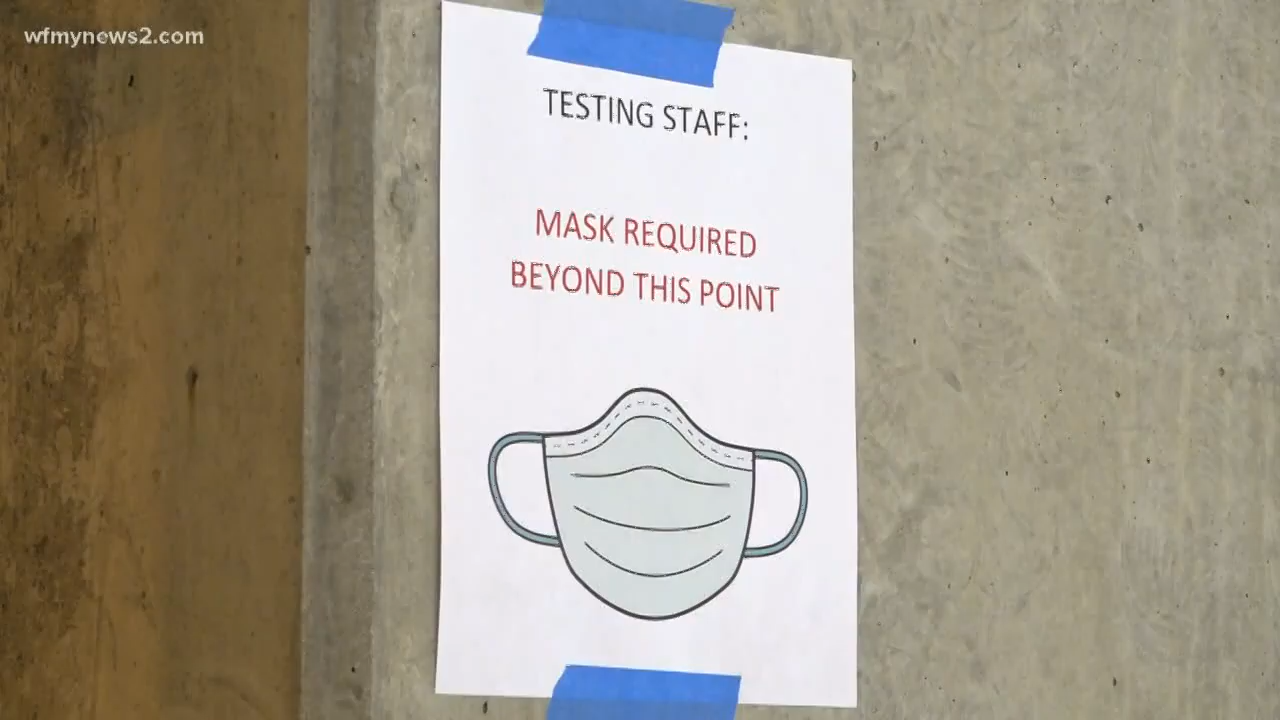 wfmynews2.com
TESTING STAFF:
MASK REQUIRED
BEYOND THIS POINT